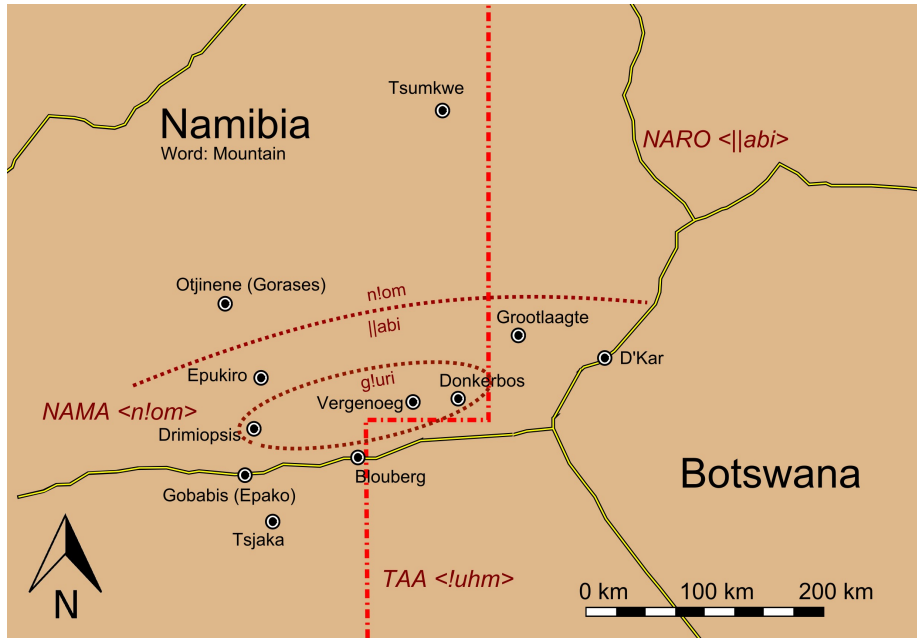 Tsumkwe
Namibia
Word: Mountain
NARO <||abi>
Otjinene (Gorases)
n!om
||abi
Grootlaagte
D'Kar
Epukiro
g!uri
Donkerbos
Vergenoeg
NAMA <n!om>
Drimiopsis
Blouberg
Botswana
Gobabis (Epako)
Tsjaka
TAA <!uhm>
0 km 100 km 200 km
N